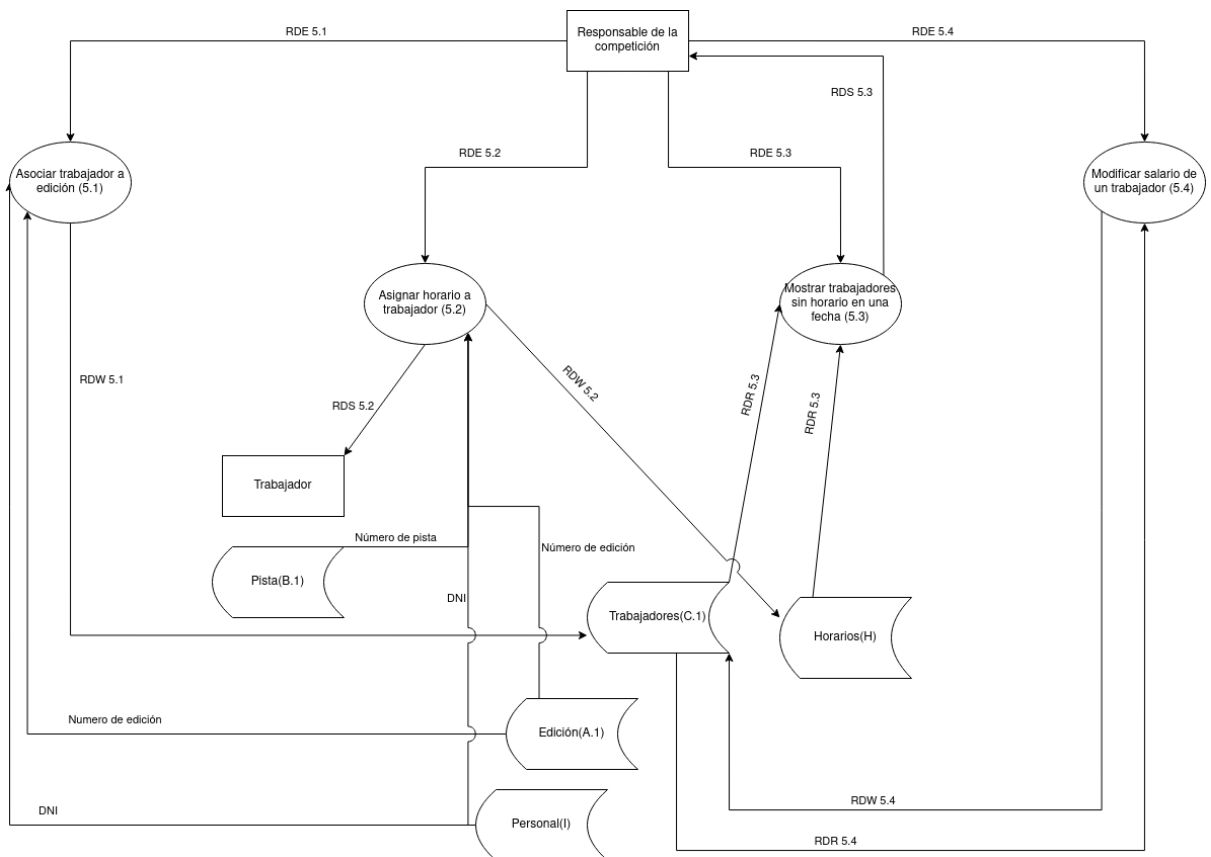 RDE 5.1
Responsable de la
competición
RDE 5.4
RDS 5.3
RDE 5.2
RDE 5.3
Asociar trabajador a
edición (5.1)
Modificar salario de
un trabajador (5.4)
Asignar horario a
trabajador (5.2)
Mostrar trabajadores
sin horario en una
fecha (5.3)
RDW 5.1
RDS 5.2
RDW 5.2
RDR 5.3
RDR 5.3
Trabajador
Número de pista
Número de edición
Pista(B.1)
DNI
Trabajadores(C.1)
Horarios(H)
Numero de edición
Edición(A.1)
RDW 5.4
DNI
Personal(I)
RDR 5.4